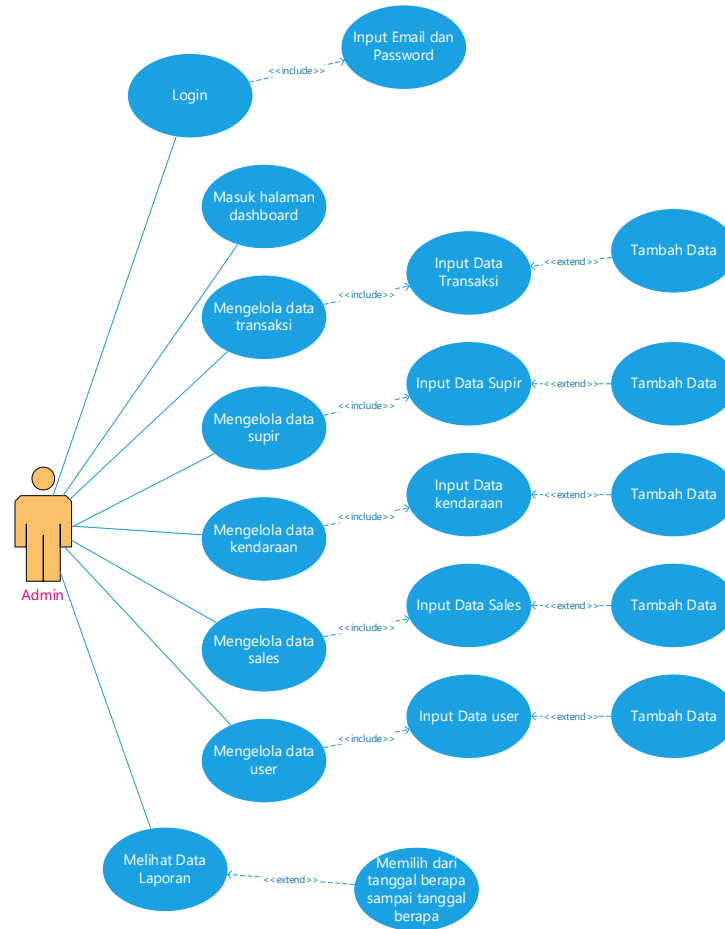 Input Email dan
Password
<<include>>
Login
Masuk halaman
dashboard
Input Data
Transaksi
<<extend>>
Tambah Data
Mengelola data
transaksi
<<include>>
Input Data Supir
<<extend>>
Tambah Data
Mengelola data
supir
<<include>>
Input Data
kendaraan
<<extend>>
Tambah Data
Mengelola data
kendaraan
<<include>>
Admin
Input Data Sales
<<extend>>
Tambah Data
Mengelola data
sales
<<include>>
Input Data user
<<extend>>
Tambah Data
Mengelola data
user
<<include>>
Melihat Data
Laporan
<<extend>>
Memilih dari
tanggal berapa
sampai tanggal
berapa